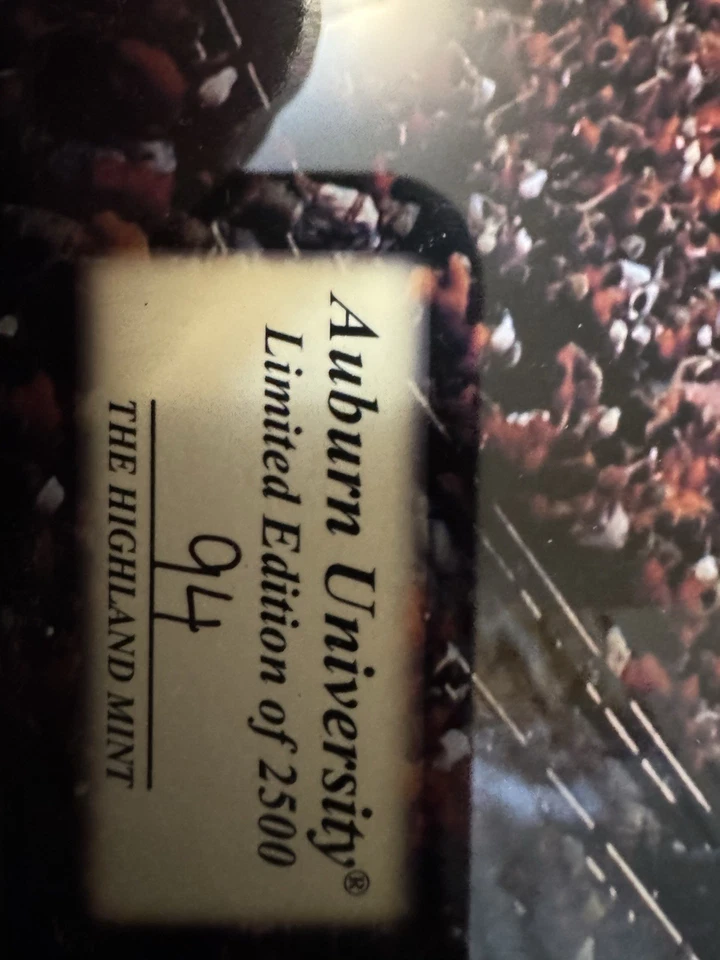 Auburn University®
Limited Edition of 2500
94
THE HIGHLAND MINT